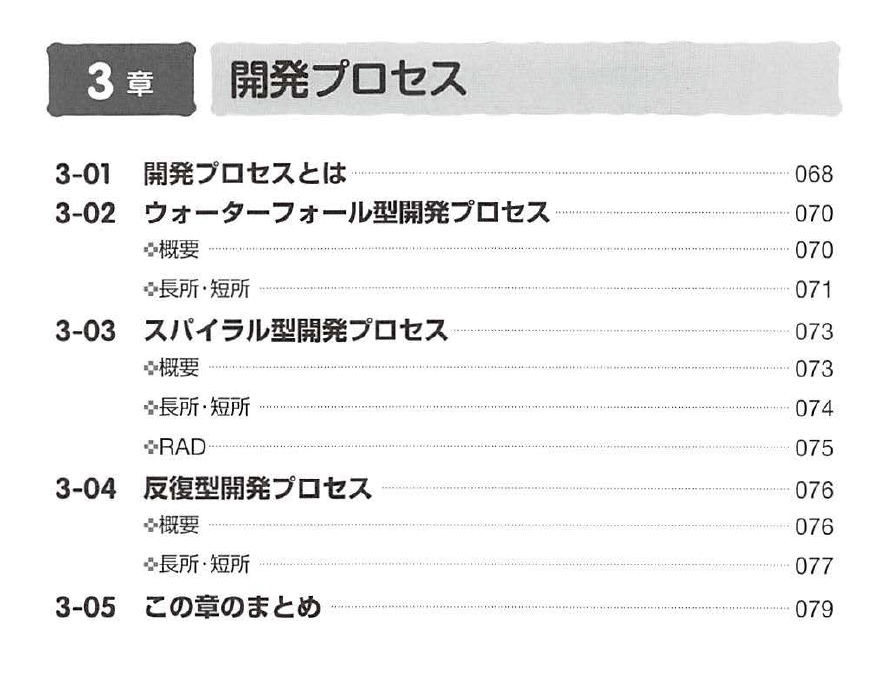 3章 開発プロセス
3-01 開発プロセスとは 068
3-02 ウォーターフォール型開発プロセス 070
概要 070
長所・短所 071
3-03 スパイラル型開発プロセス 073
概要 073
長所・短所 074
RAD 075
3-04 反復型開発プロセス 076
概要 076
長所・短所 077
3-05 この章のまとめ 079